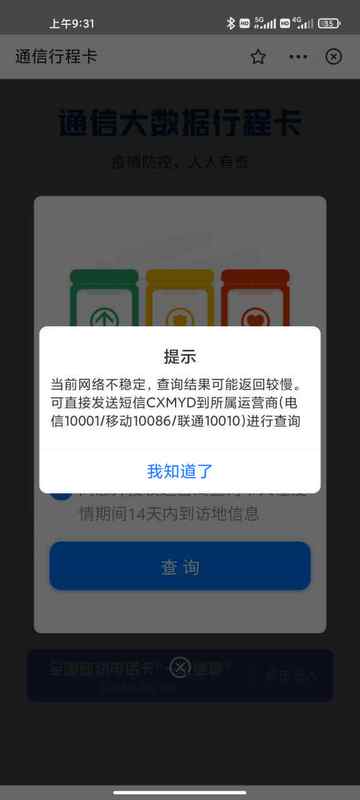 上午9:31
HD
5G
HD
4G
35
通信行程卡
通信大数据行程卡
疫情防控，人人有责
提示
当前网络不稳定，查询结果可能返回较慢。
可直接发送短信CXMYD到所属运营商(电
信10001/移动10086/联通10010)进行查询
我知道了
情期间14天内到访地信息
查 询